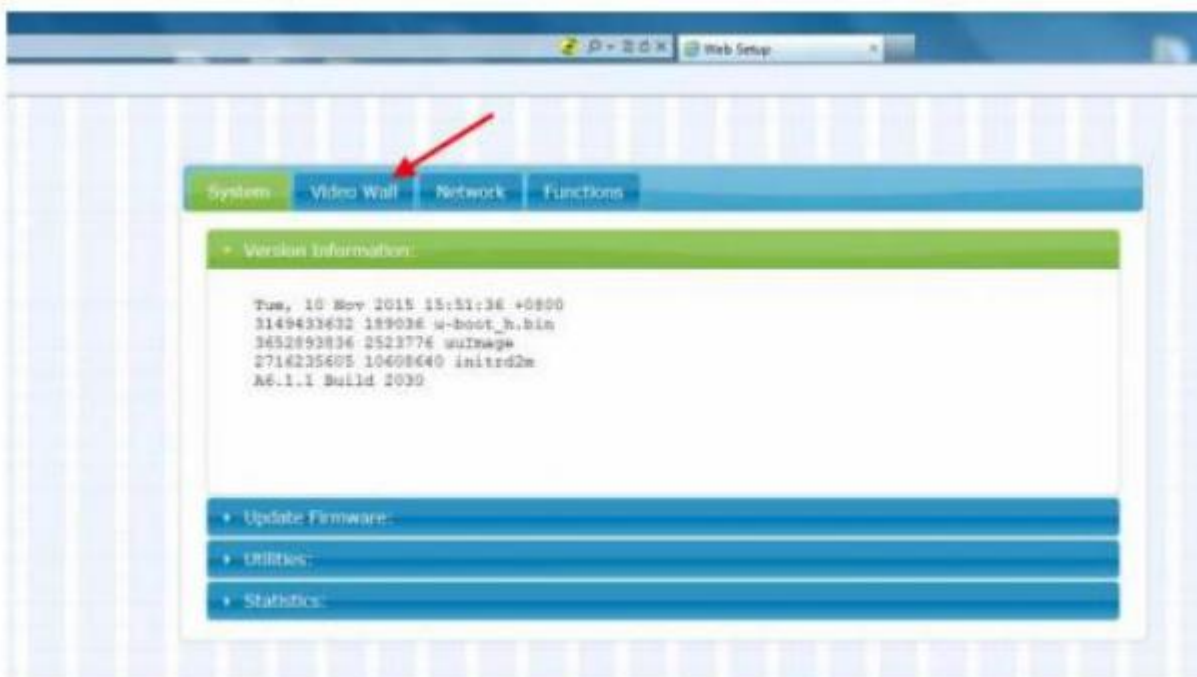 Web Setup
System Video Wall Network Functions
Version Information:
Tue, 10 Nov 2015 15:51:36 +0800
3149433632 189036 u-boot_h.bin
3652893836 2523776 uuImage
2716235605 10608640 initrd2m
A6.1.1 Build 2030
Update Firmware:
Utilities:
Statistics: